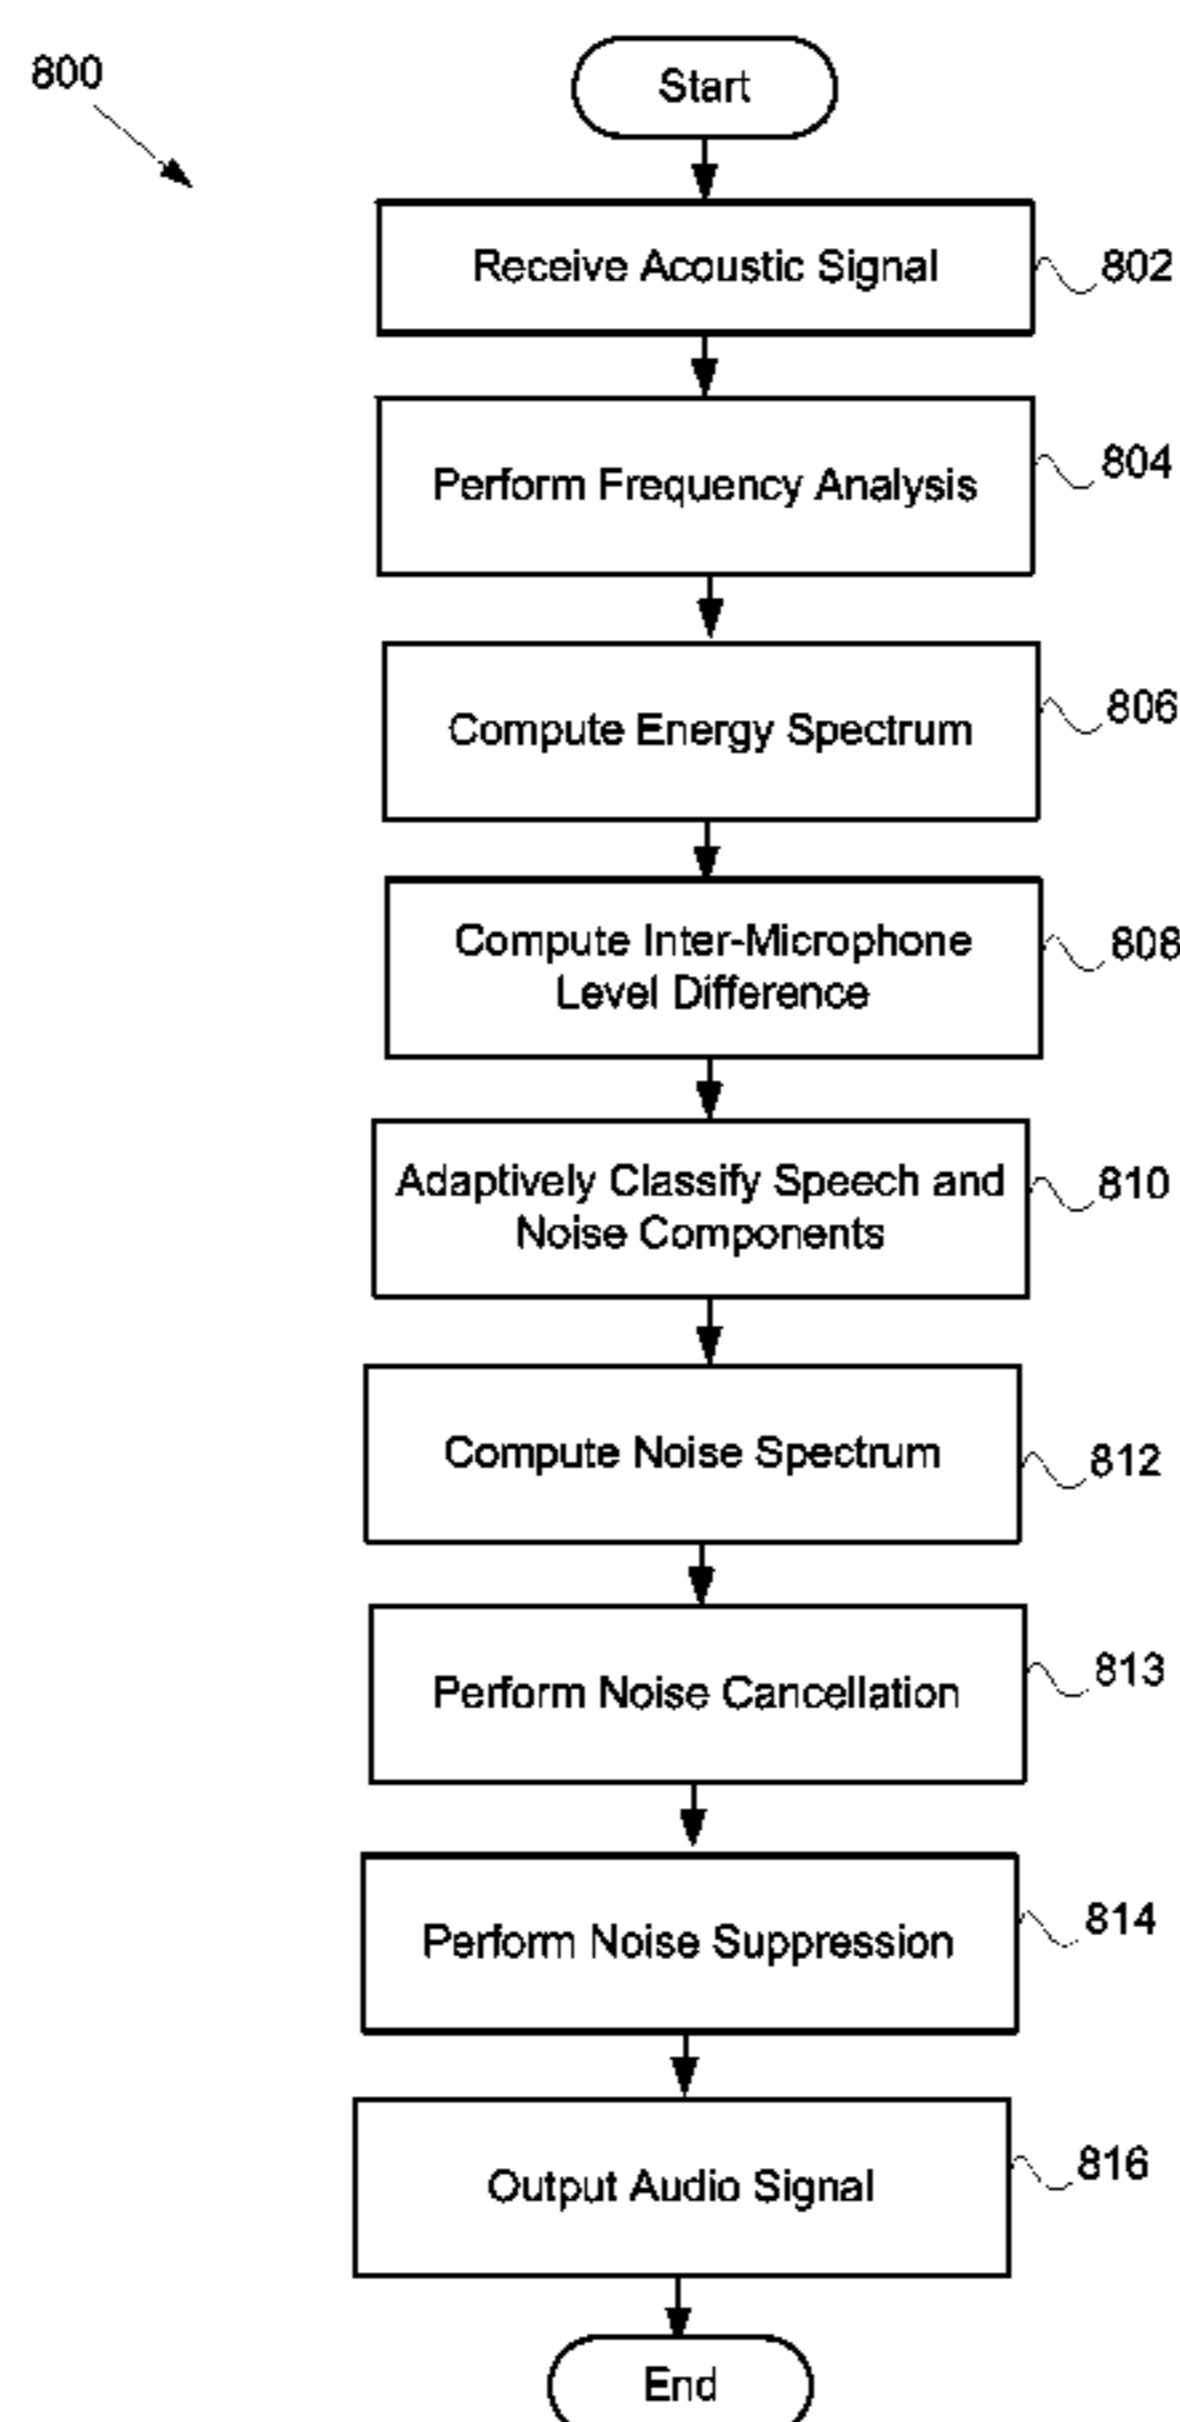 800
Start
Receive Acoustic Signal
802
Perform Frequency Analysis
804
Compute Energy Spectrum
806
Compute Inter-Microphone
Level Difference
808
Adaptively Classify Speech and
Noise Components
810
Compute Noise Spectrum
812
Perform Noise Cancellation
813
Perform Noise Suppression
814
Output Audio Signal
816
End